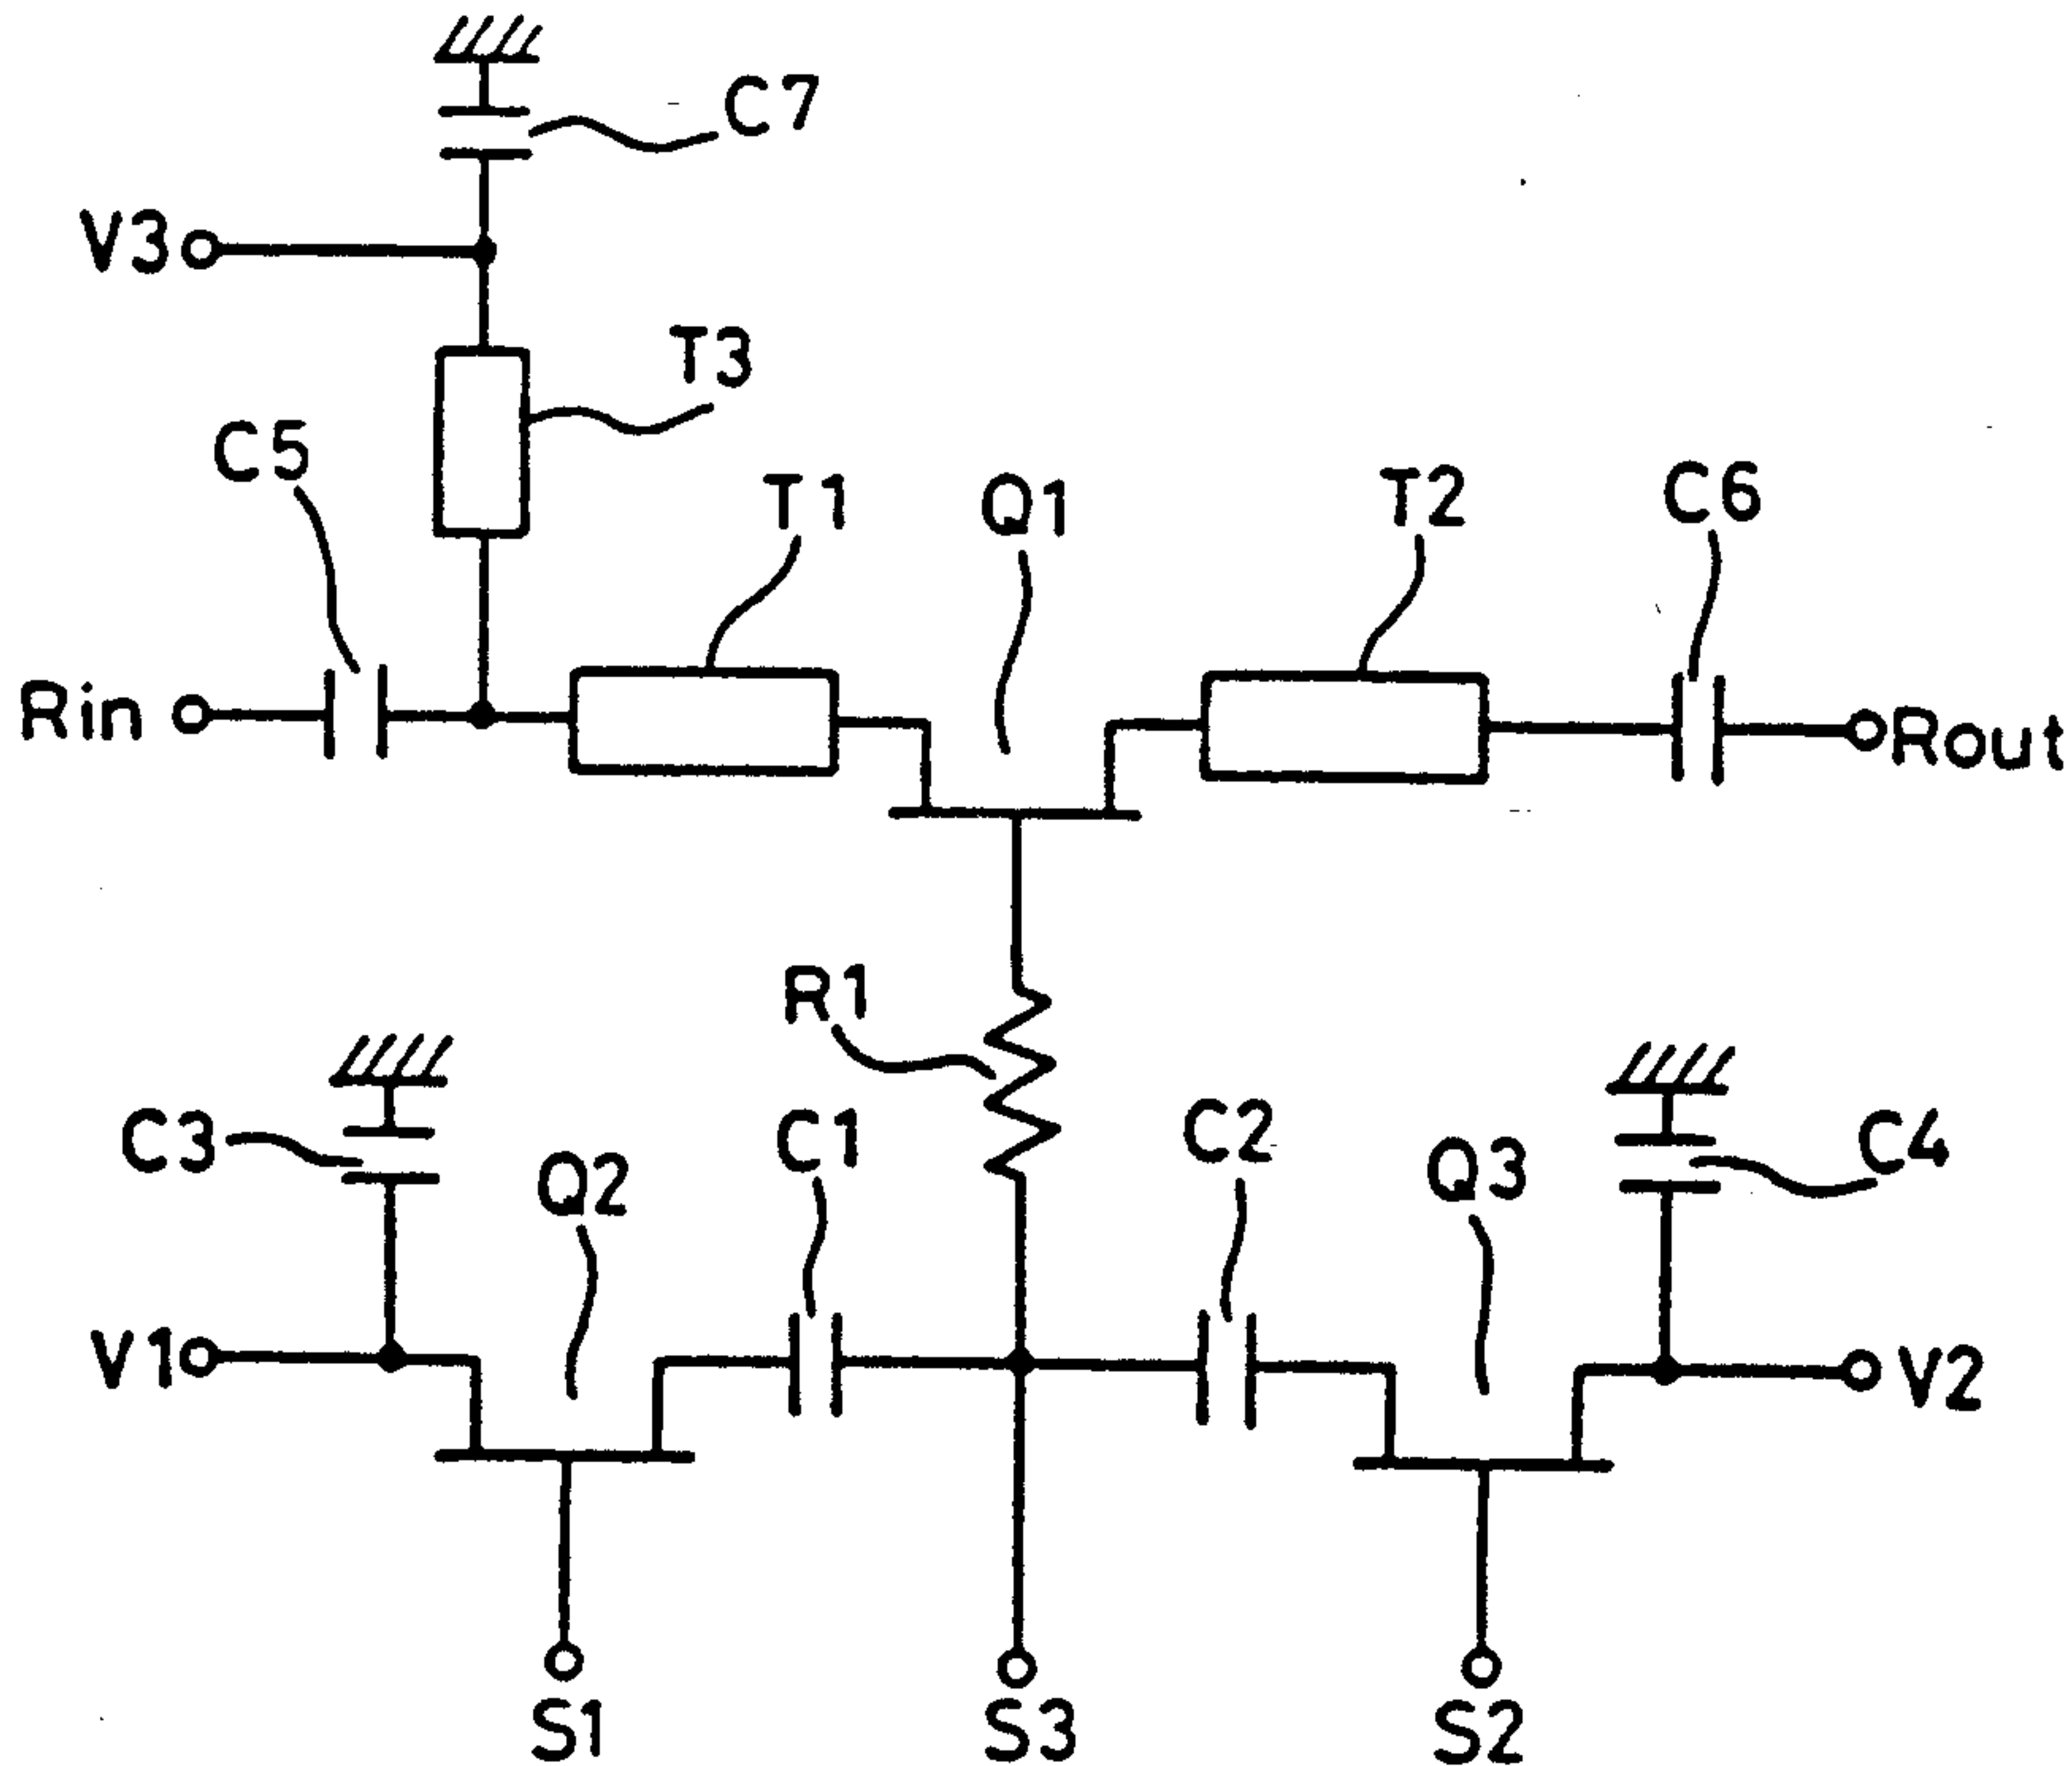 C7
V3
T3
C5
T1
Q1
T2
C6
Rin
Rout
R1
C3
Q2
C1
C2
Q3
C4
V1
V2
S1
S3
S2